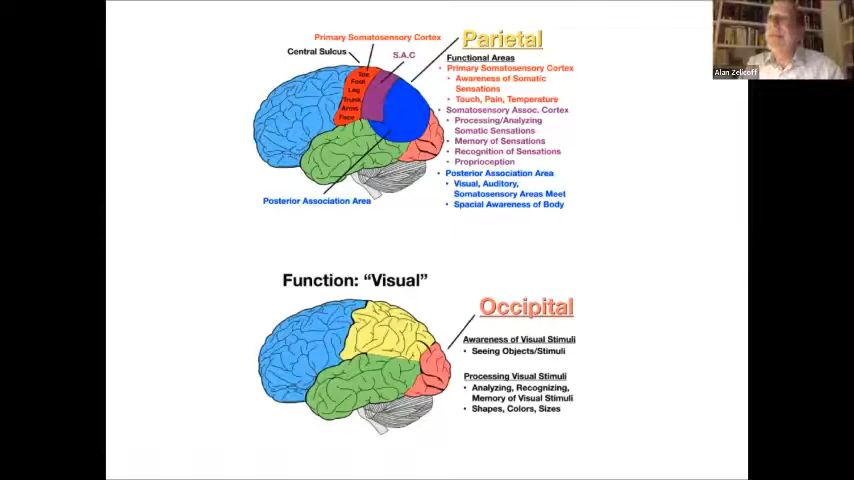 Primary Somatosensory Cortex
Parietal
Central Sulcus
S.A.C
Toe
Foot
Leg
Trunk
Arms
Face
Posterior Association Area
Functional Areas
• Primary Somatosensory Cortex
• Awareness of Somatic
Sensations
• Touch, Pain, Temperature
• Somatosensory Assoc. Cortex
• Processing/Analyzing
Somatic Sensations
• Memory of Sensations
• Recognition of Sensations
• Proprioception
• Posterior Association Area
• Visual, Auditory,
Somatosensory Areas Meet
• Spacial Awareness of Body
Alan Zelicoff
Function: “Visual”
Occipital
Awareness of Visual Stimuli
• Seeing Objects/Stimuli
Processing Visual Stimuli
• Analyzing, Recognizing,
Memory of Visual Stimuli
• Shapes, Colors, Sizes